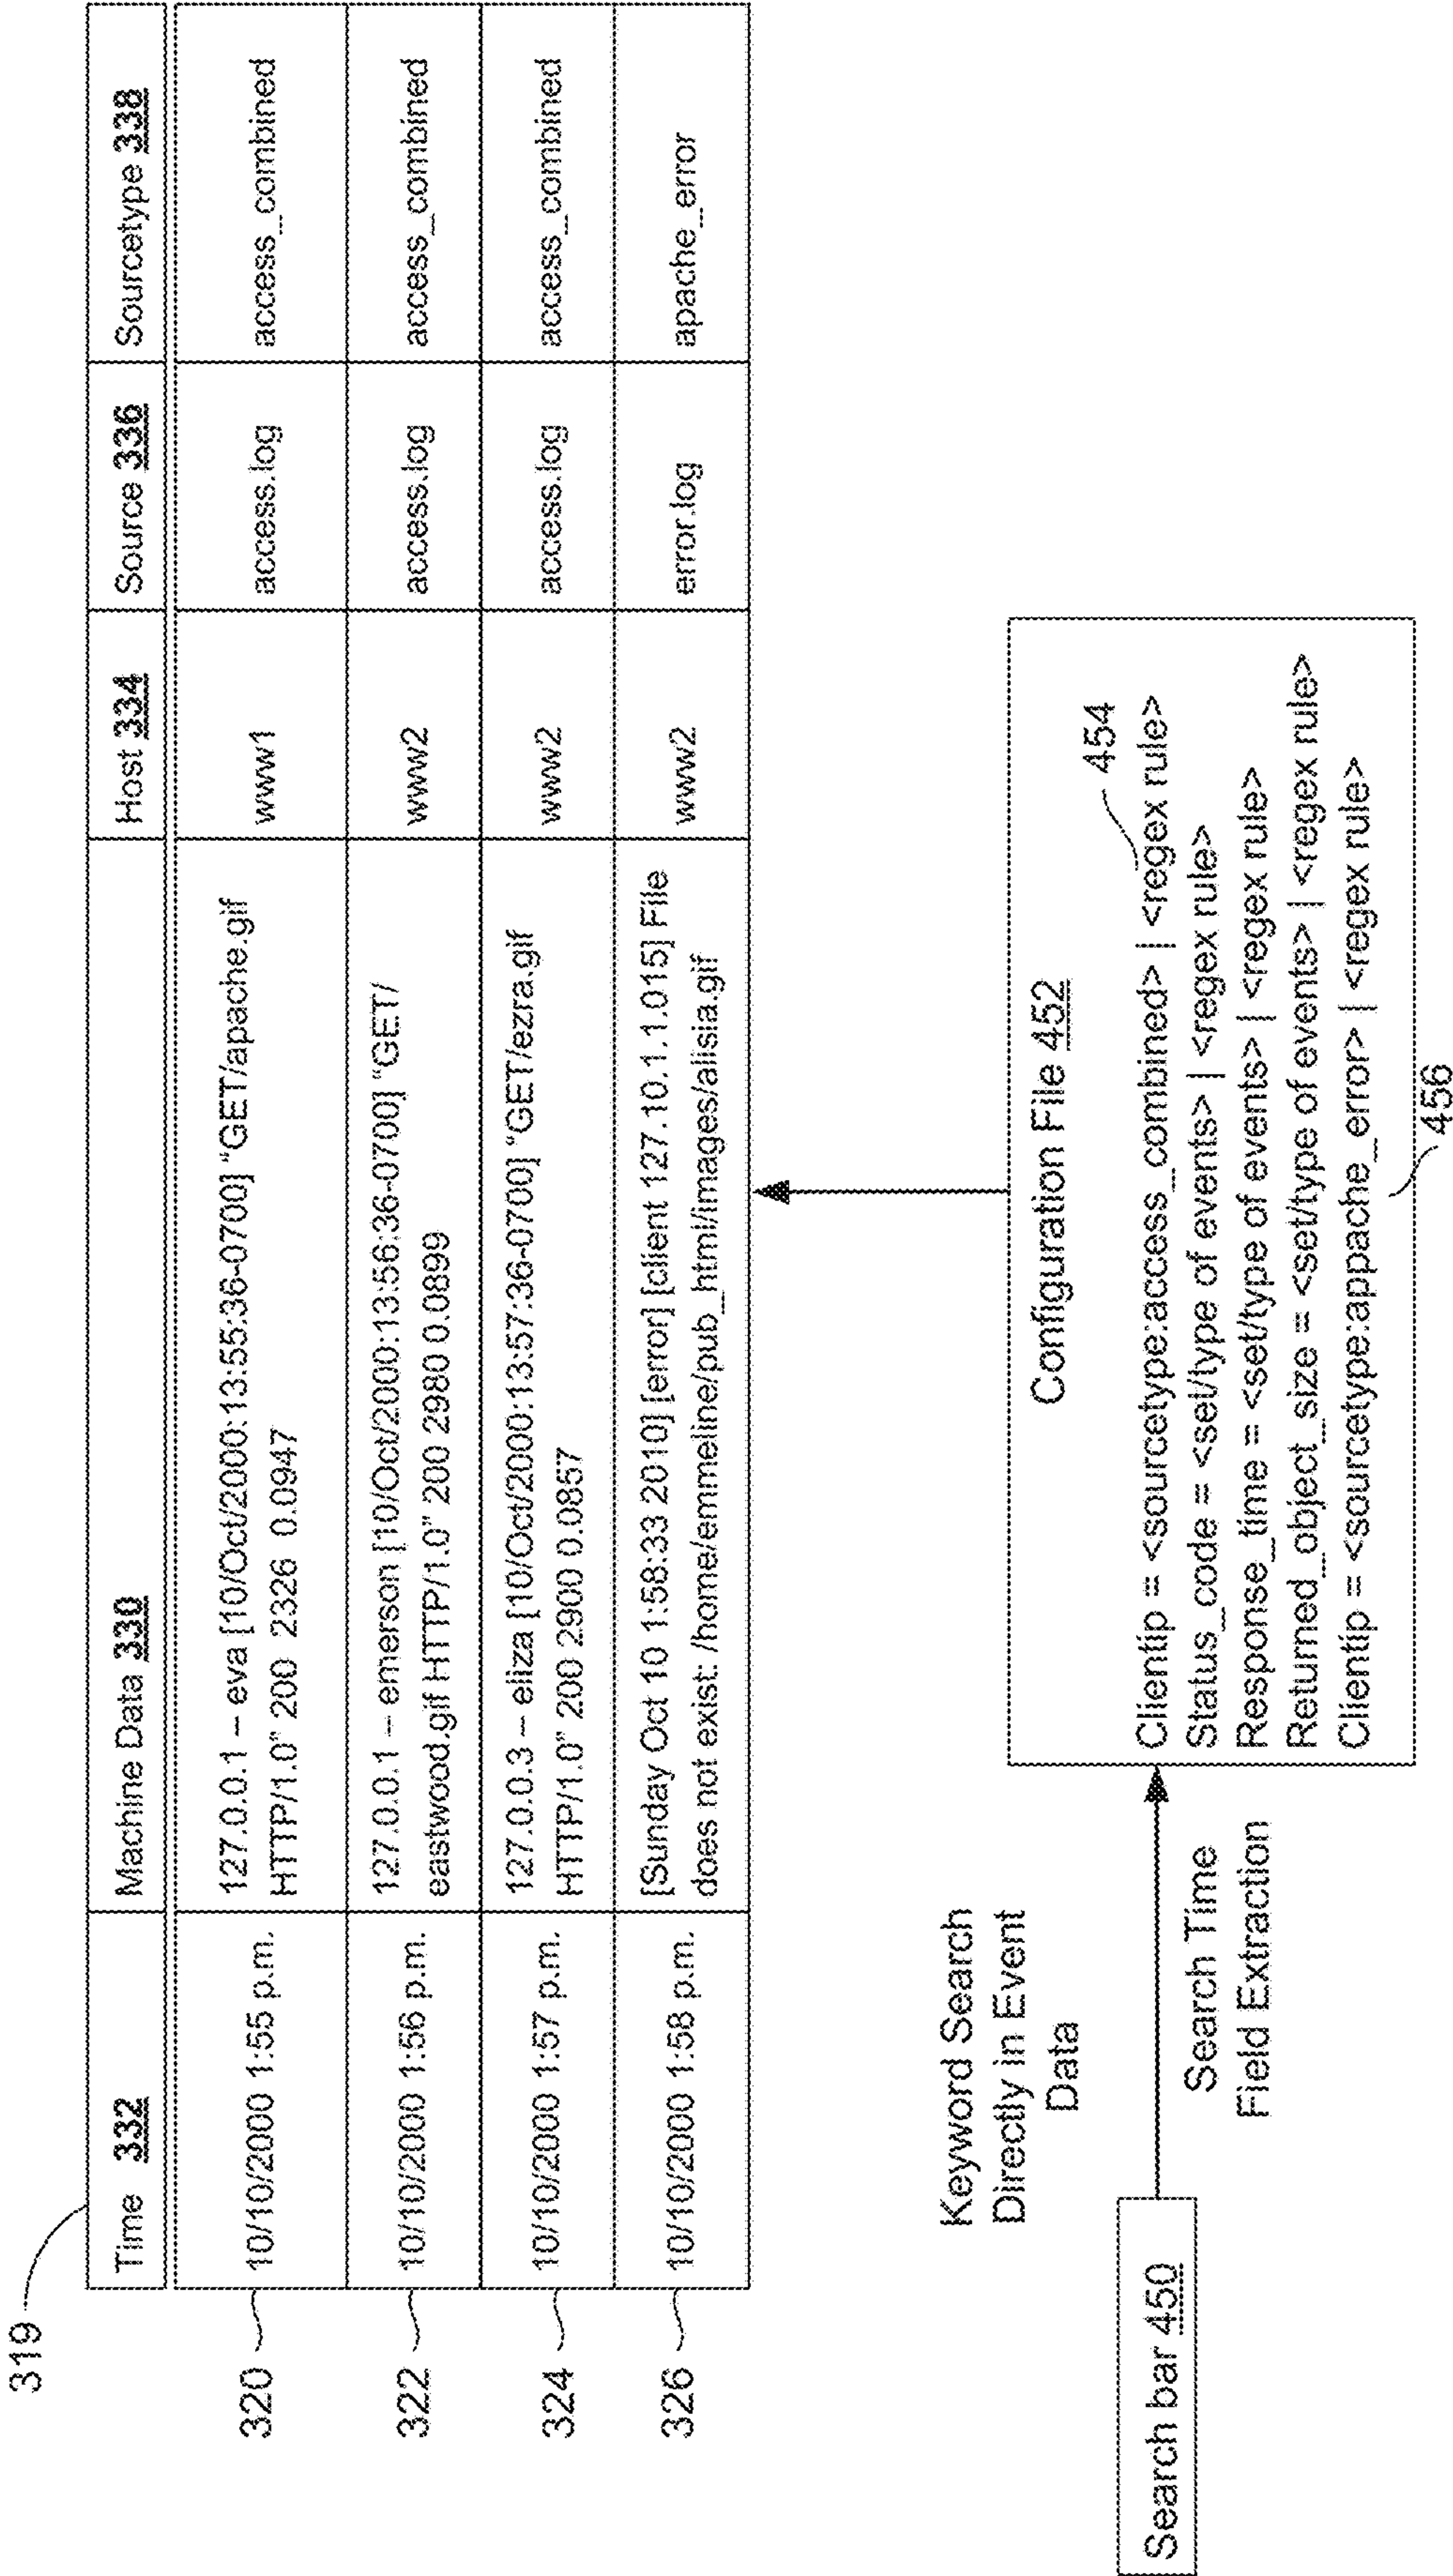 319
Time 332 Machine Data 330 Host 334 Source 336 Sourcetype 338
320 10/10/2000 1:55 p.m. 127.0.0.1 – eva [10/Oct/2000:13:55:36-0700] “GET/apache.gif www1 access.log access_combined
HTTP/1.0” 200 2326 0.0947
322 10/10/2000 1:56 p.m. 127.0.0.1 – emerson [10/Oct/2000:13:56:36-0700] “GET/ www2 access.log access_combined
eastwood.gif HTTP/1.0” 200 2980 0.0899
324 10/10/2000 1:57 p.m. 127.0.0.3 – eliza [10/Oct/2000:13:57:36-0700] “GET/ezra.gif www2 access.log access_combined
HTTP/1.0” 200 2900 0.0857
326 10/10/2000 1:58 p.m. [Sunday Oct 10 1:58:33 2010] [error] [client 127.10.1.1.015] File www2 error.log apache_error
does not exist: /home/emmeline/pub_html/images/alisia.gif
Keyword Search
Directly in Event
Data
Search bar 450
Search Time
Field Extraction
Configuration File 452
454
Clientip = <sourcetype:access_combined> | <regex rule>
Status_code = <set/type of events> | <regex rule>
Response_time = <set/type of events> | <regex rule>
Returned_object_size = <set/type of events> | <regex rule>
Clientip = <sourcetype:appache_error> | <regex rule>
456